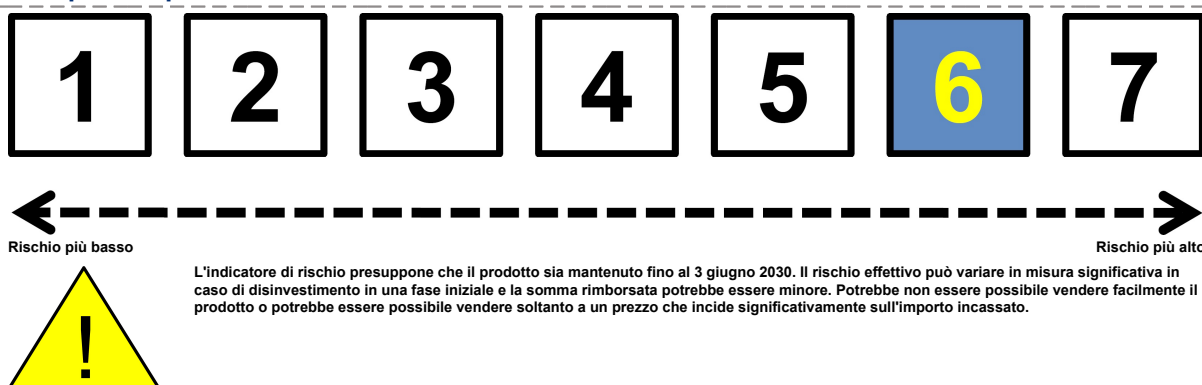 1 2 3 4 5 6 7
Rischio più basso Rischio più alto
L'indicatore di rischio presuppone che il prodotto sia mantenuto fino al 3 giugno 2030. Il rischio effettivo può variare in misura significativa in
caso di disinvestimento in una fase iniziale e la somma rimborsata potrebbe essere minore. Potrebbe non essere possibile vendere facilmente il
prodotto o potrebbe essere possibile vendere soltanto a un prezzo che incide significativamente sull'importo incassato.
!